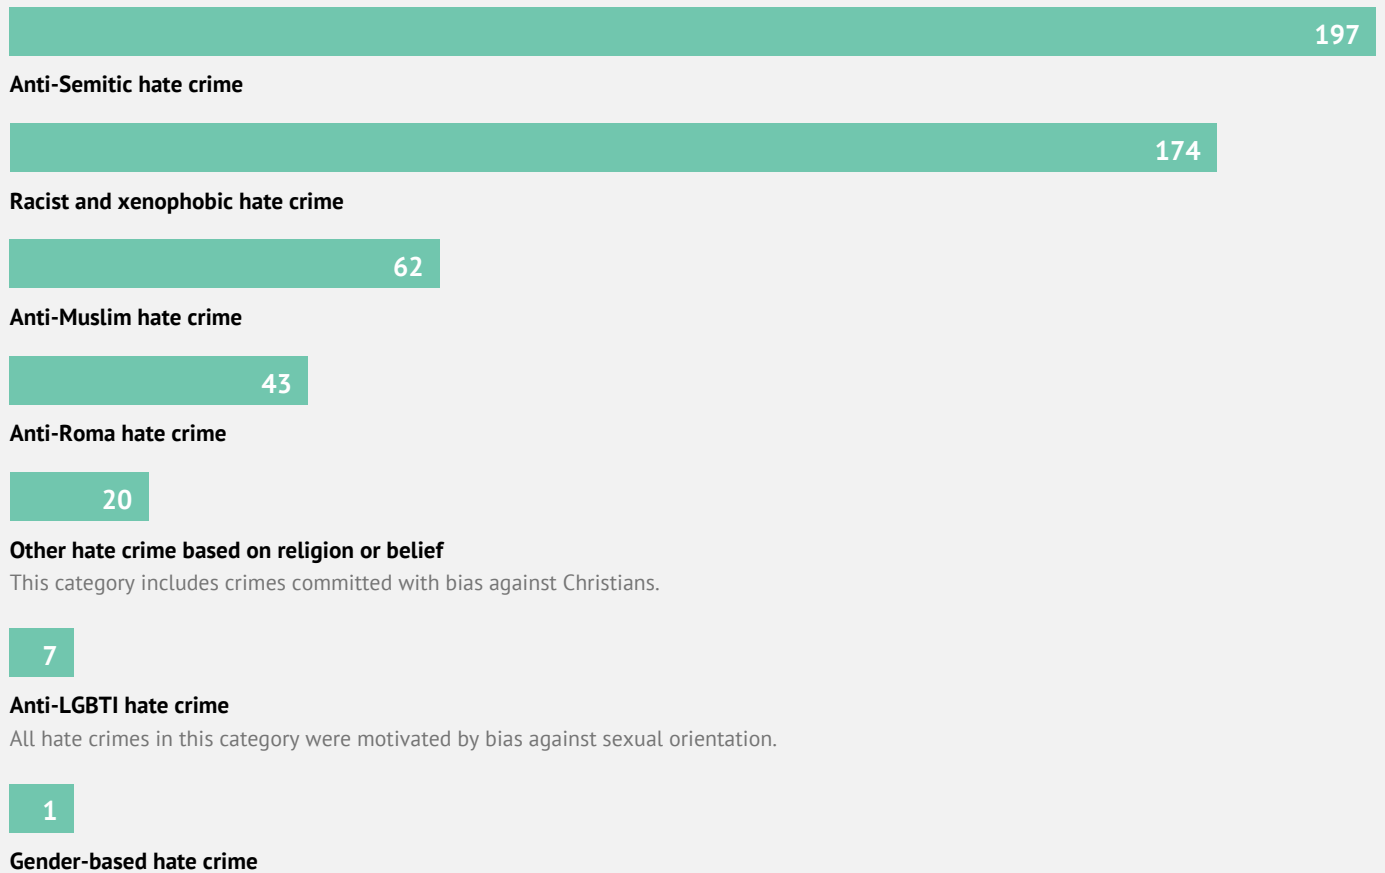 197
Anti-Semitic hate crime
174
Racist and xenophobic hate crime
62
Anti-Muslim hate crime
43
Anti-Roma hate crime
20
Other hate crime based on religion or belief
This category includes crimes committed with bias against Christians.
7
Anti-LGBTI hate crime
All hate crimes in this category were motivated by bias against sexual orientation.
1
Gender-based hate crime